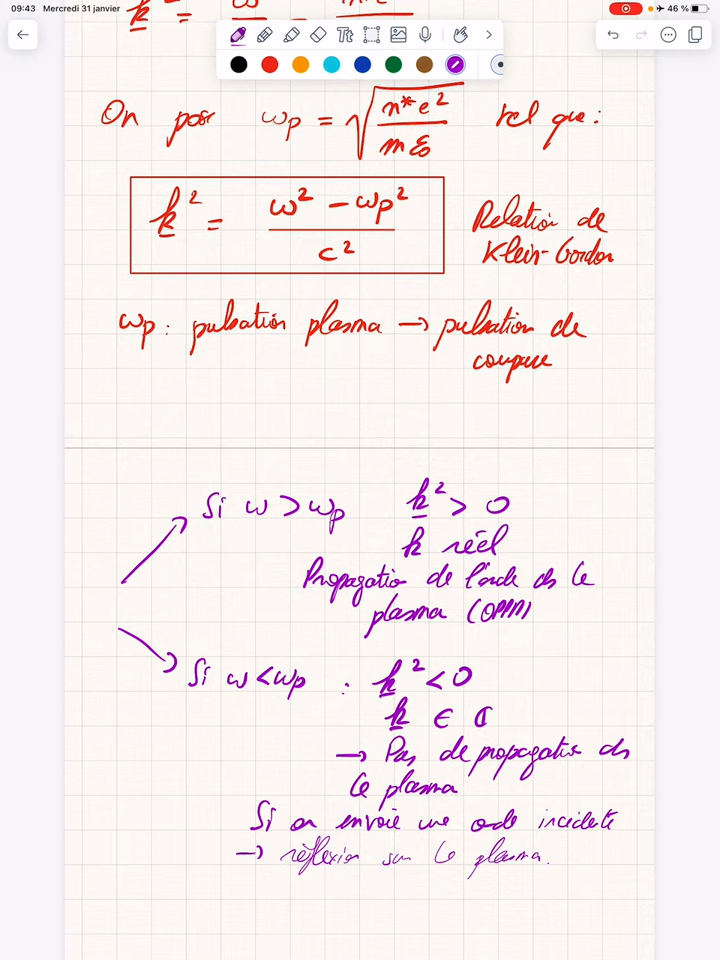 09:43 Mercredi 31 janvier 46 %
Tt
k² = ω
On pose ωp = √(n*e²/mε₀) tel que :
k² = (ω² - ωp²)/c²
Relation de
Klein-Gordon
ωp : pulsation plasma → pulsation de
coupure
Si ω > ωp k² > 0
k réel
Propagation de l'onde ds le
plasma (OPPM)
Si ω < ωp : k² < 0
k ∈ ℂ
→ Pas de propagation ds
le plasma
Si on envoie une onde incidente
→ réflexion sur le plasma.